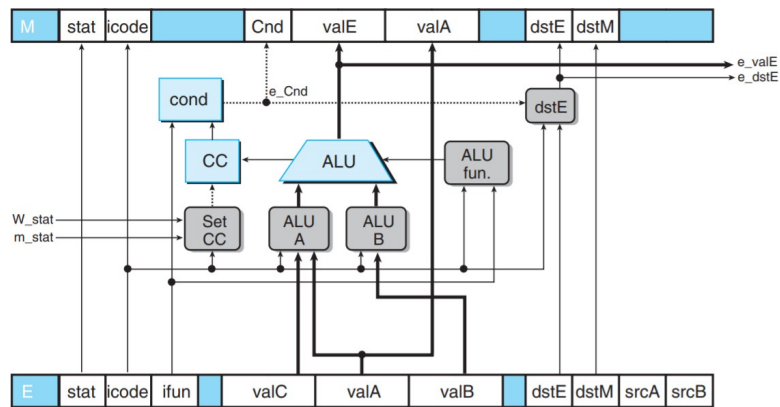 M stat icode Cnd valE valA dstE dstM
e_valE
e_dstE
e_Cnd
cond
dstE
CC
ALU
ALU
fun.
W_stat
m_stat
Set
CC
ALU
A
ALU
B
E stat icode ifun valC valA valB dstE dstM srcA srcB